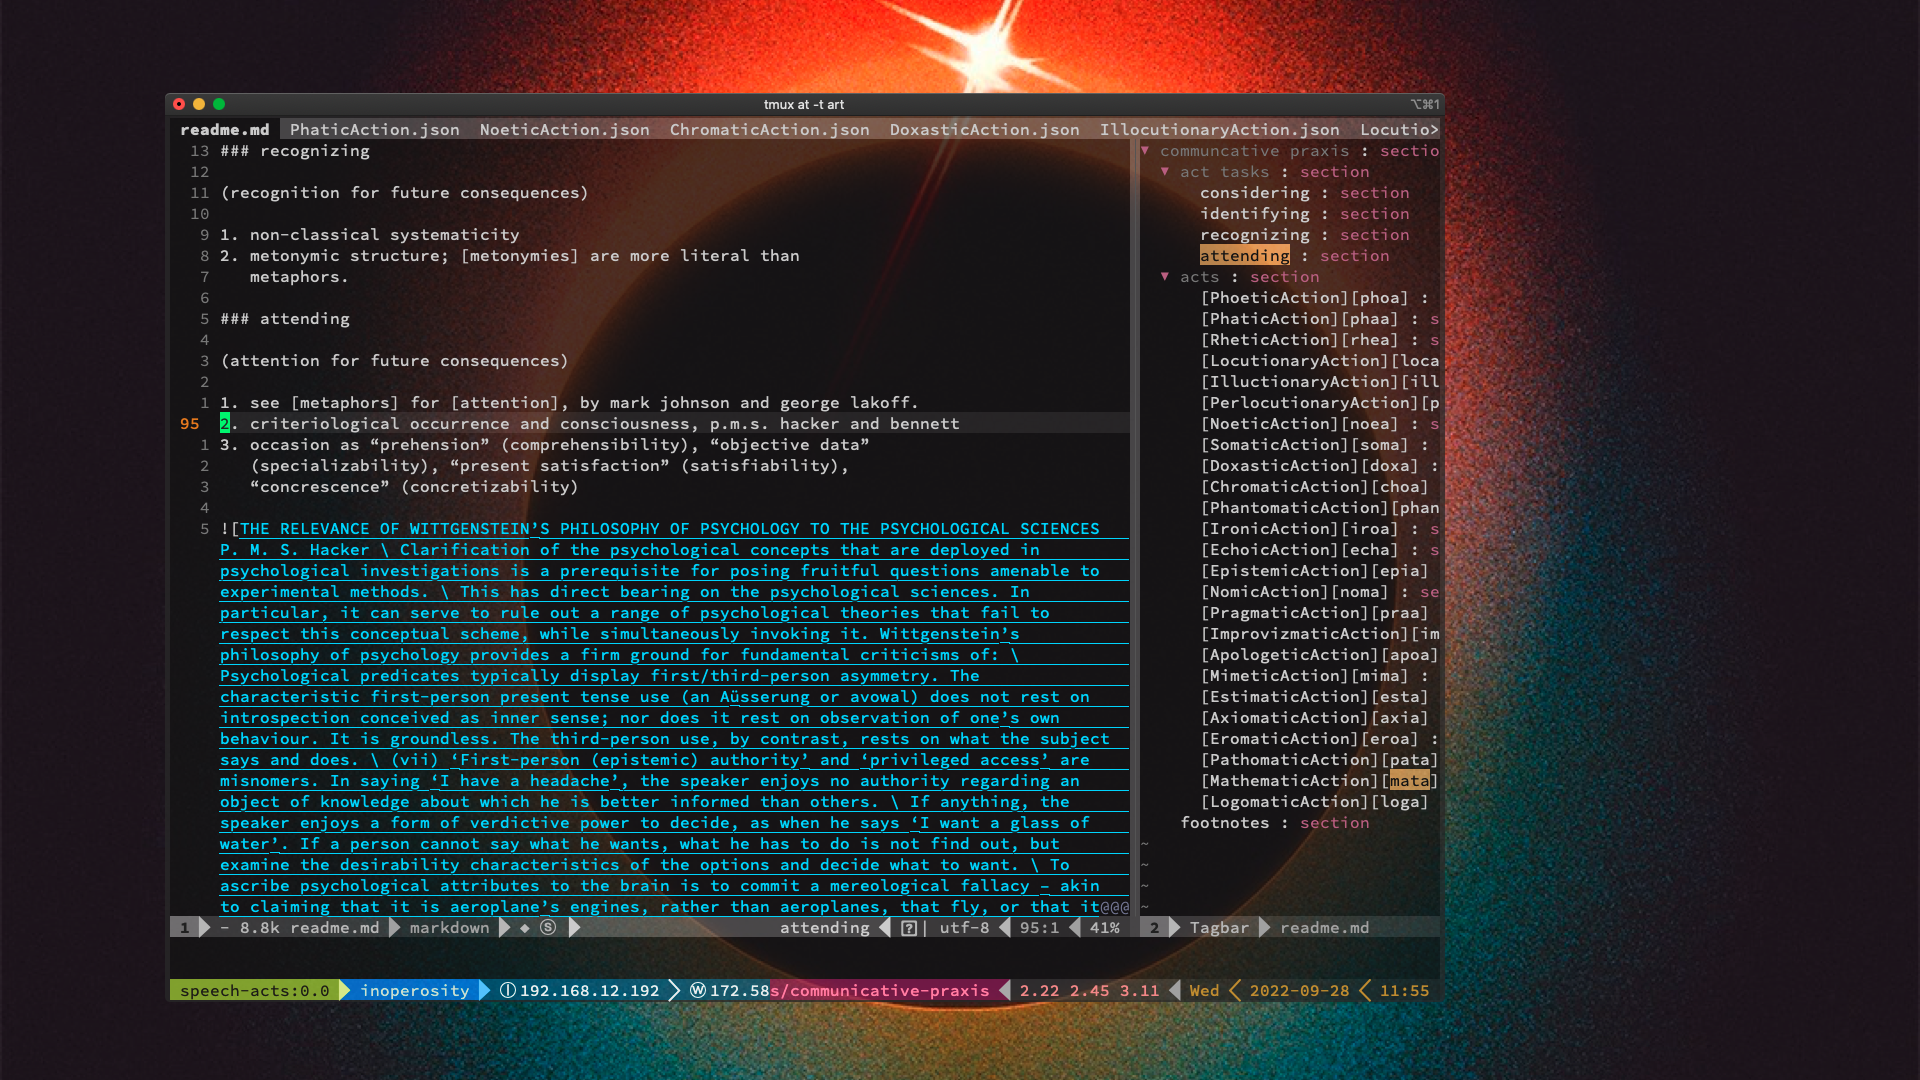 tmux at -t art
⌥⌘1
readme.md PhaticAction.json NoeticAction.json ChromaticAction.json DoxasticAction.json IllocutionaryAction.json Locutio>
13 ### recognizing
12
11 (recognition for future consequences)
10
9 1. non-classical systematicity
8 2. metonymic structure; [metonymies] are more literal than
7 metaphors.
6
5 ### attending
4
3 (attention for future consequences)
2
1 1. see [metaphors] for [attention], by mark johnson and george lakoff.
95 2. criteriological occurrence and consciousness, p.m.s. hacker and bennett
1 3. occasion as “prehension” (comprehensibility), “objective data”
2 (specializability), “present satisfaction” (satisfiability),
3 “concrescence” (concretizability)
4
5 ![THE RELEVANCE OF WITTGENSTEIN’S PHILOSOPHY OF PSYCHOLOGY TO THE PSYCHOLOGICAL SCIENCES
P. M. S. Hacker \ Clarification of the psychological concepts that are deployed in
psychological investigations is a prerequisite for posing fruitful questions amenable to
experimental methods. \ This has direct bearing on the psychological sciences. In
particular, it can serve to rule out a range of psychological theories that fail to
respect this conceptual scheme, while simultaneously invoking it. Wittgenstein’s
philosophy of psychology provides a firm ground for fundamental criticisms of: \
Psychological predicates typically display first/third-person asymmetry. The
characteristic first-person present tense use (an Aüsserung or avowal) does not rest on
introspection conceived as inner sense; nor does it rest on observation of one’s own
behaviour. It is groundless. The third-person use, by contrast, rests on what the subject
says and does. \ (vii) ‘First-person (epistemic) authority’ and ‘privileged access’ are
misnomers. In saying ‘I have a headache’, the speaker enjoys no authority regarding an
object of knowledge about which he is better informed than others. \ If anything, the
speaker enjoys a form of verdictive power to decide, as when he says ‘I want a glass of
water’. If a person cannot say what he wants, what he has to do is not find out, but
examine the desirability characteristics of the options and decide what to want. \ To
ascribe psychological attributes to the brain is to commit a mereological fallacy – akin
to claiming that it is aeroplane’s engines, rather than aeroplanes, that fly, or that it@@@
▼ communcative praxis : sectio
▼ act tasks : section
considering : section
identifying : section
recognizing : section
attending : section
▼ acts : section
[PhoeticAction][phoa] :
[PhaticAction][phaa] : s
[RheticAction][rhea] : s
[LocutionaryAction][loca
[IlluctionaryAction][ill
[PerlocutionaryAction][p
[NoeticAction][noea] : s
[SomaticAction][soma] :
[DoxasticAction][doxa] :
[ChromaticAction][choa]
[PhantomaticAction][phan
[IronicAction][iroa] : s
[EchoicAction][echa] : s
[EpistemicAction][epia]
[NomicAction][noma] : se
[PragmaticAction][praa]
[ImprovizmaticAction][im
[ApologeticAction][apoa]
[MimeticAction][mima] :
[EstimaticAction][esta]
[AxiomaticAction][axia]
[EromaticAction][eroa] :
[PathomaticAction][pata]
[MathematicAction][mata]
[LogomaticAction][loga]
footnotes : section
~
~
~
~
1 - 8.8k readme.md markdown ◆ Ⓢ attending [?]| utf-8 95:1 41%
2 Tagbar readme.md
speech-acts:0.0 inoperosity Ⓛ 192.168.12.192 Ⓦ 172.58s/communicative-praxis 2.22 2.45 3.11 Wed 2022-09-28 11:55